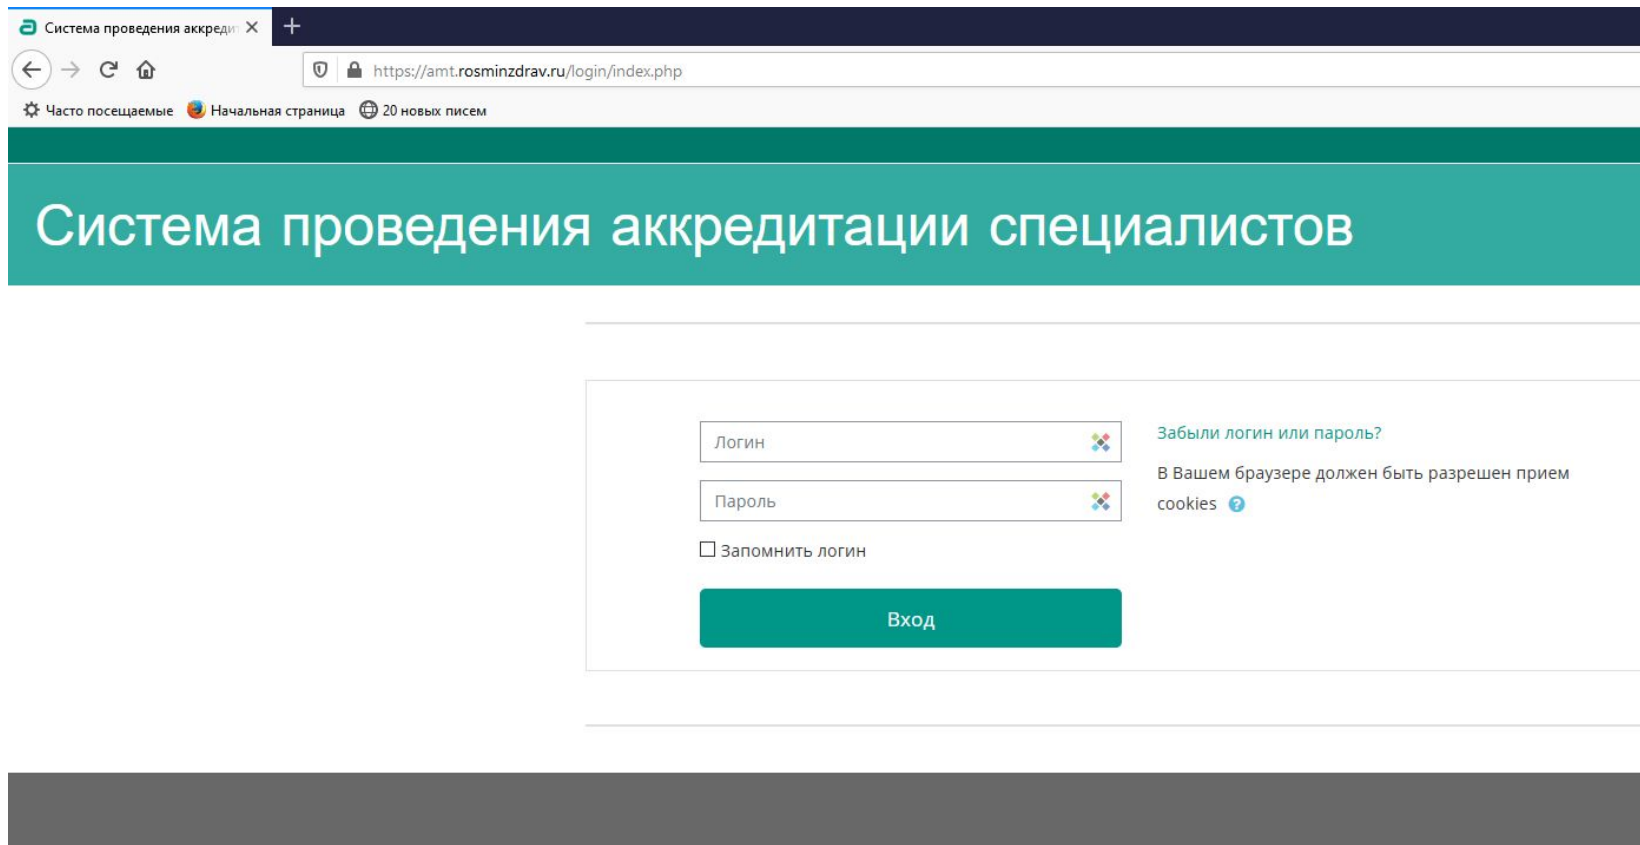 Система проведения аккреди
https://amt.rosminzdrav.ru/login/index.php
Часто посещаемые Начальная страница 20 новых писем
Система проведения аккредитации специалистов
Логин
Забыли логин или пароль?
В Вашем браузере должен быть разрешен прием
cookies
Пароль
Запомнить логин
Вход